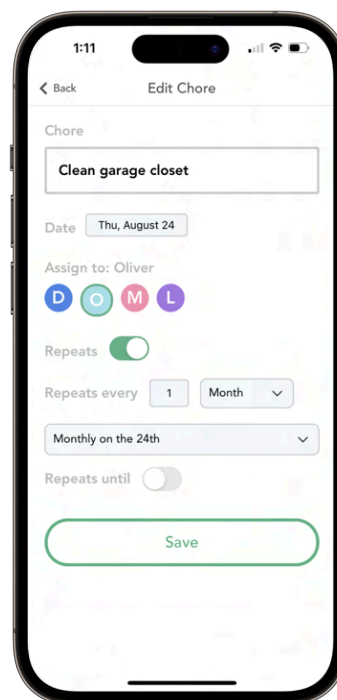 1:11
Back Edit Chore
Chore
Clean garage closet
Date Thu, August 24
Assign to: Oliver
D O M L
Repeats
Repeats every 1 Month
Monthly on the 24th
Repeats until
Save